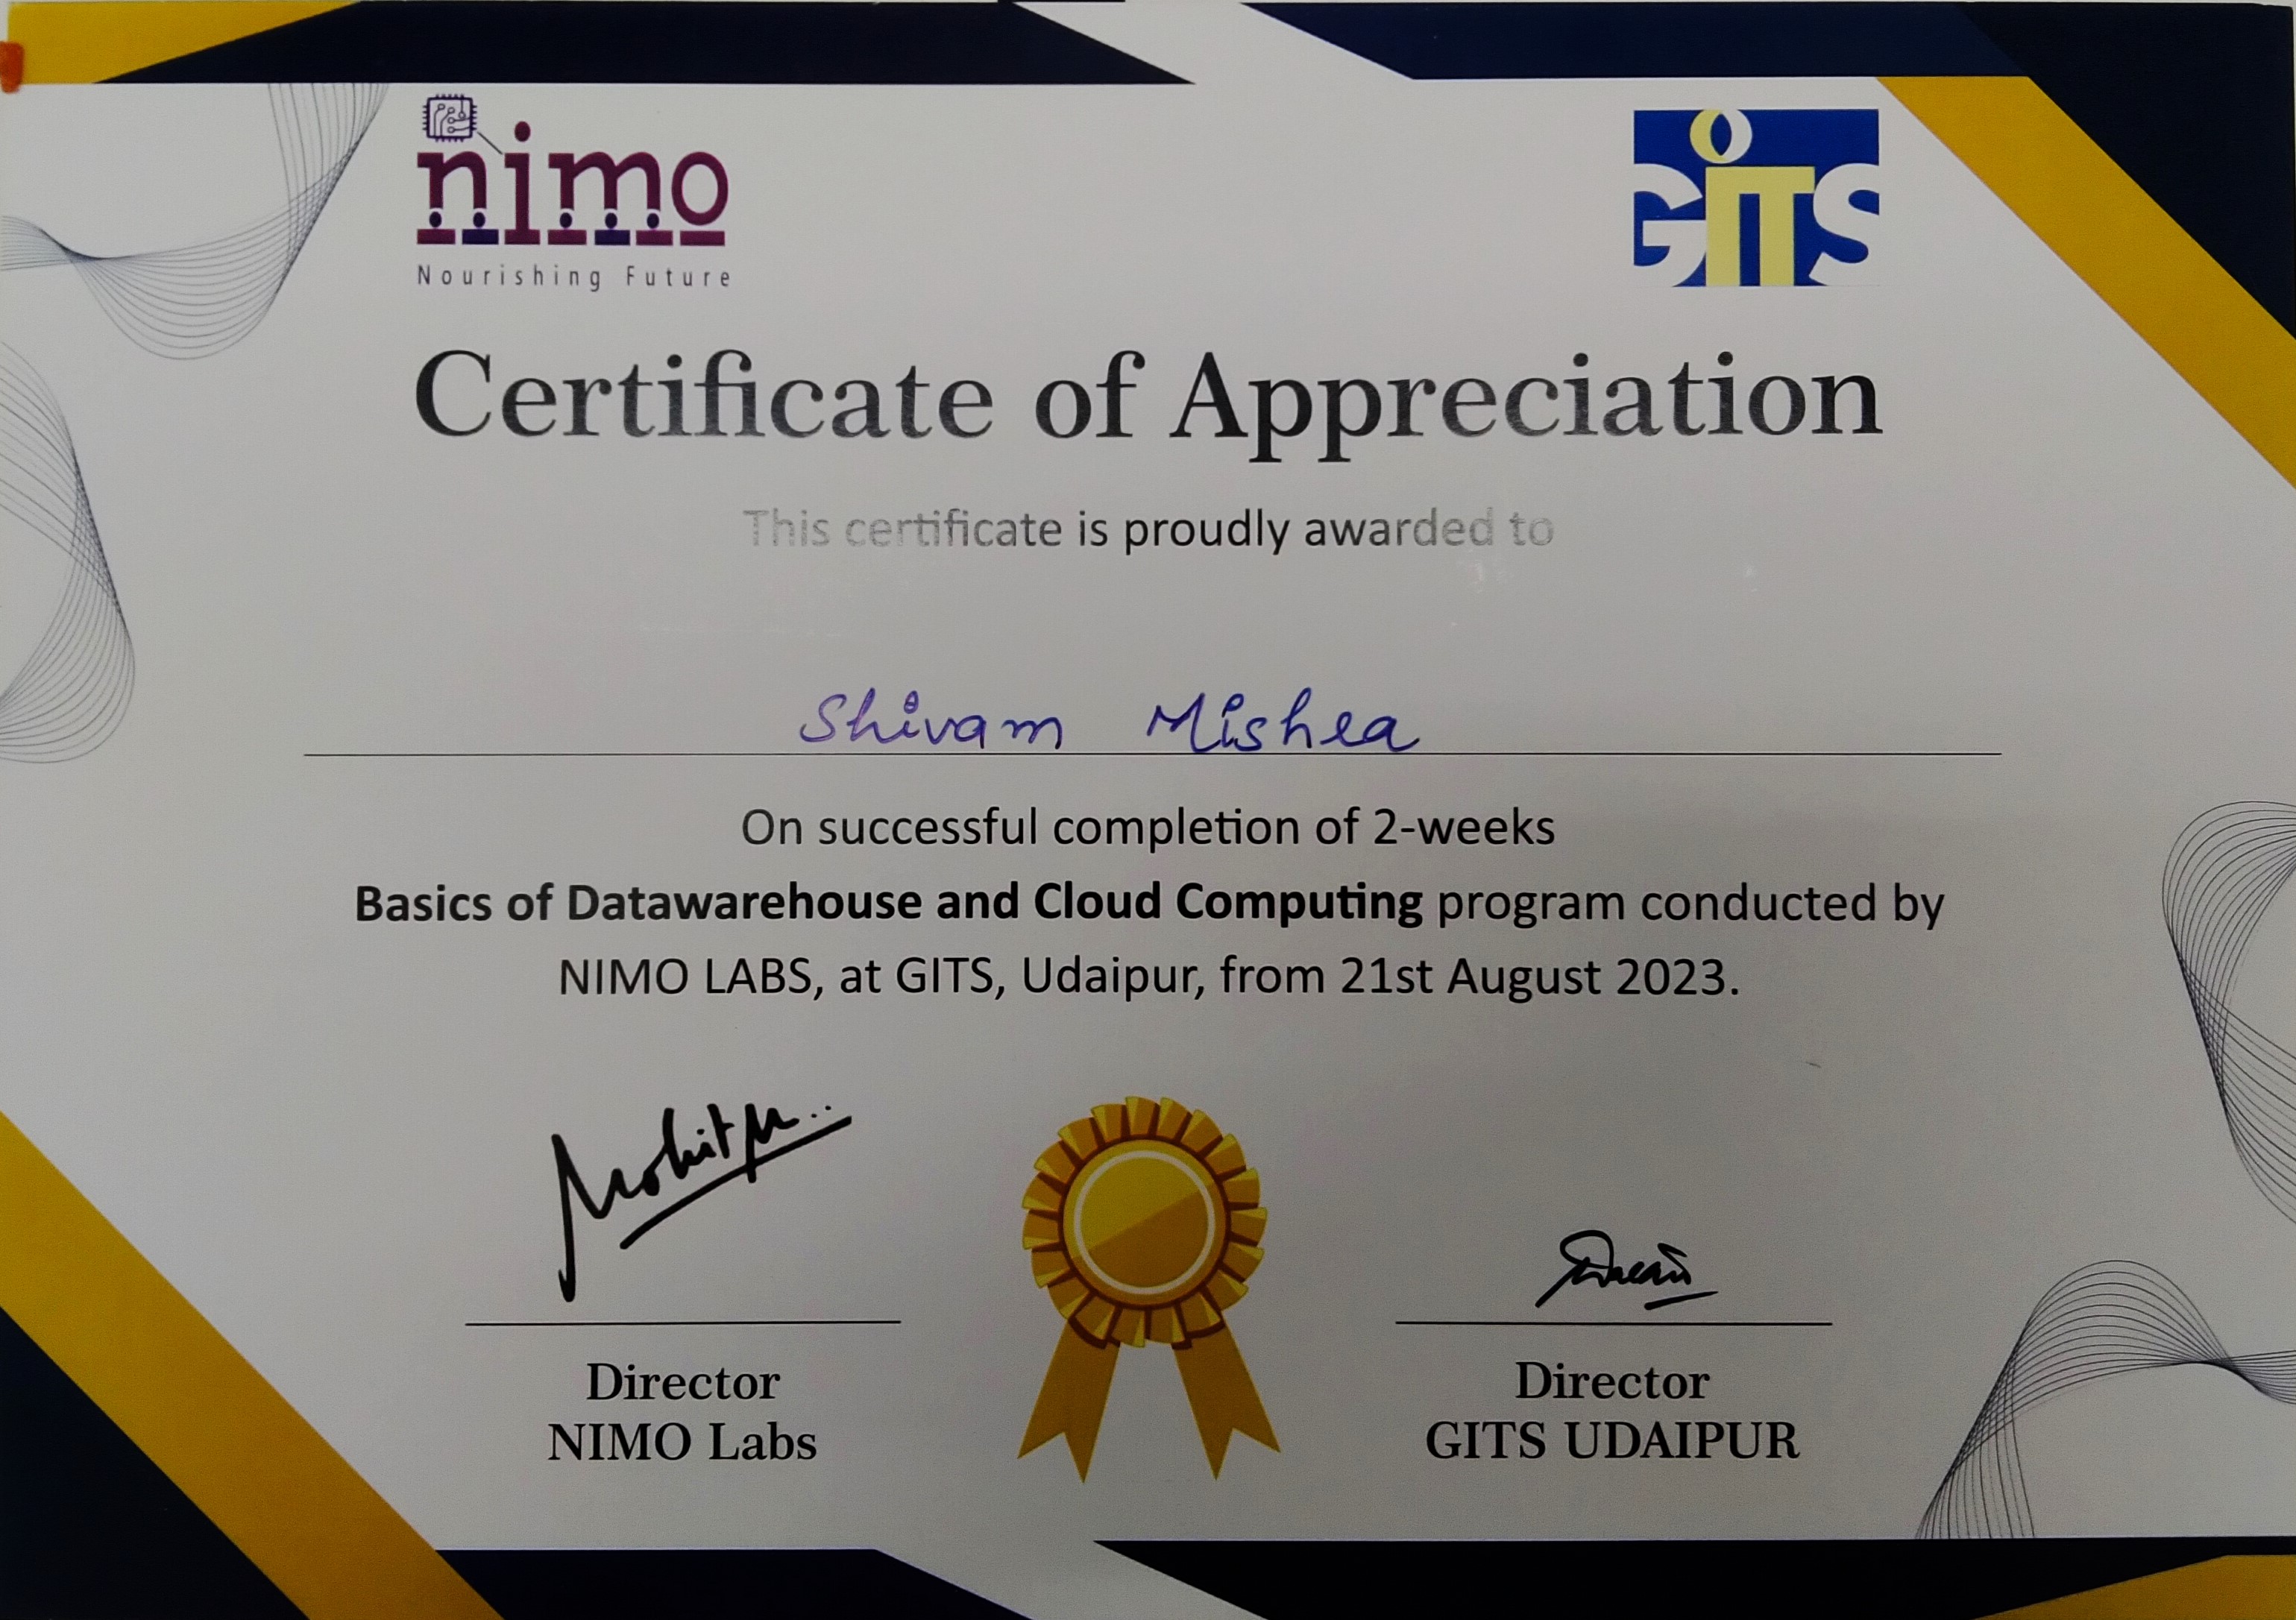 nimo
Nourishing Future
GITS
Certificate of Appreciation
This certificate is proudly awarded to
Shivam Mishra
On successful completion of 2-weeks
Basics of Datawarehouse and Cloud Computing program conducted by
NIMO LABS, at GITS, Udaipur, from 21st August 2023.
Director
NIMO Labs
Director
GITS UDAIPUR